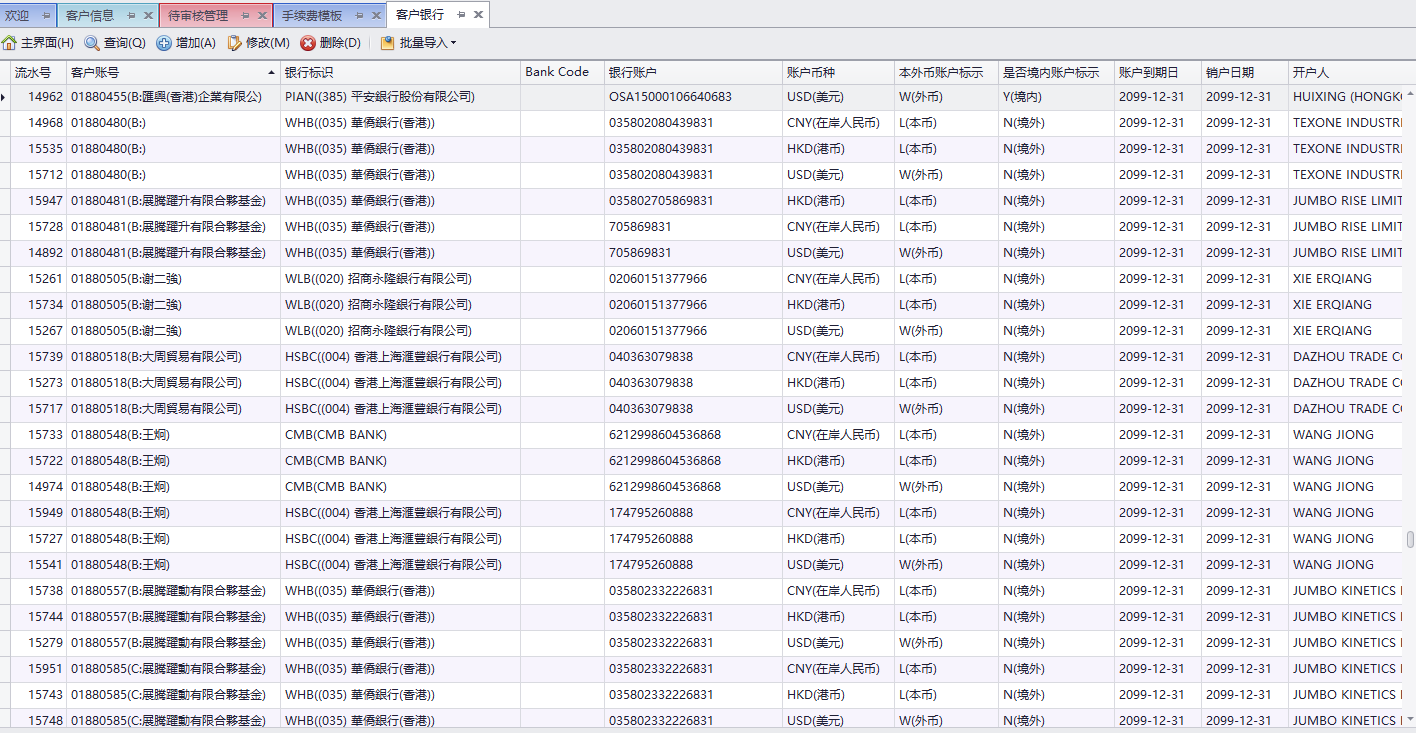 欢迎 客户信息 待审核管理 手续费模板 客户银行
主界面(H) 查询(Q) 增加(A) 修改(M) 删除(D) 批量导入
流水号 客户账号 银行标识 Bank Code 银行账户 账户币种 本外币账户标示 是否境内账户标示 账户到期日 销户日期 开户人
14962 01880455(B:匯興(香港)企業有限公) PIAN((385) 平安銀行股份有限公司) OSA15000106640683 USD(美元) W(外币) Y(境内) 2099-12-31 2099-12-31 HUIXING (HONGK
14968 01880480(B:) WHB((035) 華僑銀行(香港)) 035802080439831 CNY(在岸人民币) L(本币) N(境外) 2099-12-31 2099-12-31 TEXONE INDUSTRI
15535 01880480(B:) WHB((035) 華僑銀行(香港)) 035802080439831 HKD(港币) L(本币) N(境外) 2099-12-31 2099-12-31 TEXONE INDUSTRI
15712 01880480(B:) WHB((035) 華僑銀行(香港)) 035802080439831 USD(美元) W(外币) N(境外) 2099-12-31 2099-12-31 TEXONE INDUSTRI
15947 01880481(B:展騰躍升有限合夥基金) WHB((035) 華僑銀行(香港)) 035802705869831 HKD(港币) L(本币) N(境外) 2099-12-31 2099-12-31 JUMBO RISE LIMIT
15728 01880481(B:展騰躍升有限合夥基金) WHB((035) 華僑銀行(香港)) 705869831 CNY(在岸人民币) L(本币) N(境外) 2099-12-31 2099-12-31 JUMBO RISE LIMIT
14892 01880481(B:展騰躍升有限合夥基金) WHB((035) 華僑銀行(香港)) 705869831 USD(美元) W(外币) N(境外) 2099-12-31 2099-12-31 JUMBO RISE LIMIT
15261 01880505(B:谢二強) WLB((020) 招商永隆銀行有限公司) 02060151377966 CNY(在岸人民币) L(本币) N(境外) 2099-12-31 2099-12-31 XIE ERQIANG
15734 01880505(B:谢二強) WLB((020) 招商永隆銀行有限公司) 02060151377966 HKD(港币) L(本币) N(境外) 2099-12-31 2099-12-31 XIE ERQIANG
15267 01880505(B:谢二強) WLB((020) 招商永隆銀行有限公司) 02060151377966 USD(美元) W(外币) N(境外) 2099-12-31 2099-12-31 XIE ERQIANG
15739 01880518(B:大周貿易有限公司) HSBC((004) 香港上海滙豐銀行有限公司) 040363079838 CNY(在岸人民币) L(本币) N(境外) 2099-12-31 2099-12-31 DAZHOU TRADE C
15273 01880518(B:大周貿易有限公司) HSBC((004) 香港上海滙豐銀行有限公司) 040363079838 HKD(港币) L(本币) N(境外) 2099-12-31 2099-12-31 DAZHOU TRADE C
15717 01880518(B:大周貿易有限公司) HSBC((004) 香港上海滙豐銀行有限公司) 040363079838 USD(美元) W(外币) N(境外) 2099-12-31 2099-12-31 DAZHOU TRADE C
15733 01880548(B:王炯) CMB(CMB BANK) 6212998604536868 CNY(在岸人民币) L(本币) N(境外) 2099-12-31 2099-12-31 WANG JIONG
15722 01880548(B:王炯) CMB(CMB BANK) 6212998604536868 HKD(港币) L(本币) N(境外) 2099-12-31 2099-12-31 WANG JIONG
14974 01880548(B:王炯) CMB(CMB BANK) 6212998604536868 USD(美元) W(外币) N(境外) 2099-12-31 2099-12-31 WANG JIONG
15949 01880548(B:王炯) HSBC((004) 香港上海滙豐銀行有限公司) 174795260888 CNY(在岸人民币) L(本币) N(境外) 2099-12-31 2099-12-31 WANG JIONG
15727 01880548(B:王炯) HSBC((004) 香港上海滙豐銀行有限公司) 174795260888 HKD(港币) L(本币) N(境外) 2099-12-31 2099-12-31 WANG JIONG
15541 01880548(B:王炯) HSBC((004) 香港上海滙豐銀行有限公司) 174795260888 USD(美元) W(外币) N(境外) 2099-12-31 2099-12-31 WANG JIONG
15738 01880557(B:展騰躍動有限合夥基金) WHB((035) 華僑銀行(香港)) 035802332226831 CNY(在岸人民币) L(本币) N(境外) 2099-12-31 2099-12-31 JUMBO KINETICS
15744 01880557(B:展騰躍動有限合夥基金) WHB((035) 華僑銀行(香港)) 035802332226831 HKD(港币) L(本币) N(境外) 2099-12-31 2099-12-31 JUMBO KINETICS
15279 01880557(B:展騰躍動有限合夥基金) WHB((035) 華僑銀行(香港)) 035802332226831 USD(美元) W(外币) N(境外) 2099-12-31 2099-12-31 JUMBO KINETICS
15951 01880585(C:展騰躍動有限合夥基金) WHB((035) 華僑銀行(香港)) 035802332226831 CNY(在岸人民币) L(本币) N(境外) 2099-12-31 2099-12-31 JUMBO KINETICS
15743 01880585(C:展騰躍動有限合夥基金) WHB((035) 華僑銀行(香港)) 035802332226831 HKD(港币) L(本币) N(境外) 2099-12-31 2099-12-31 JUMBO KINETICS
15748 01880585(C:展騰躍動有限合夥基金) WHB((035) 華僑銀行(香港)) 035802332226831 USD(美元) W(外币) N(境外) 2099-12-31 2099-12-31 JUMBO KINETICS